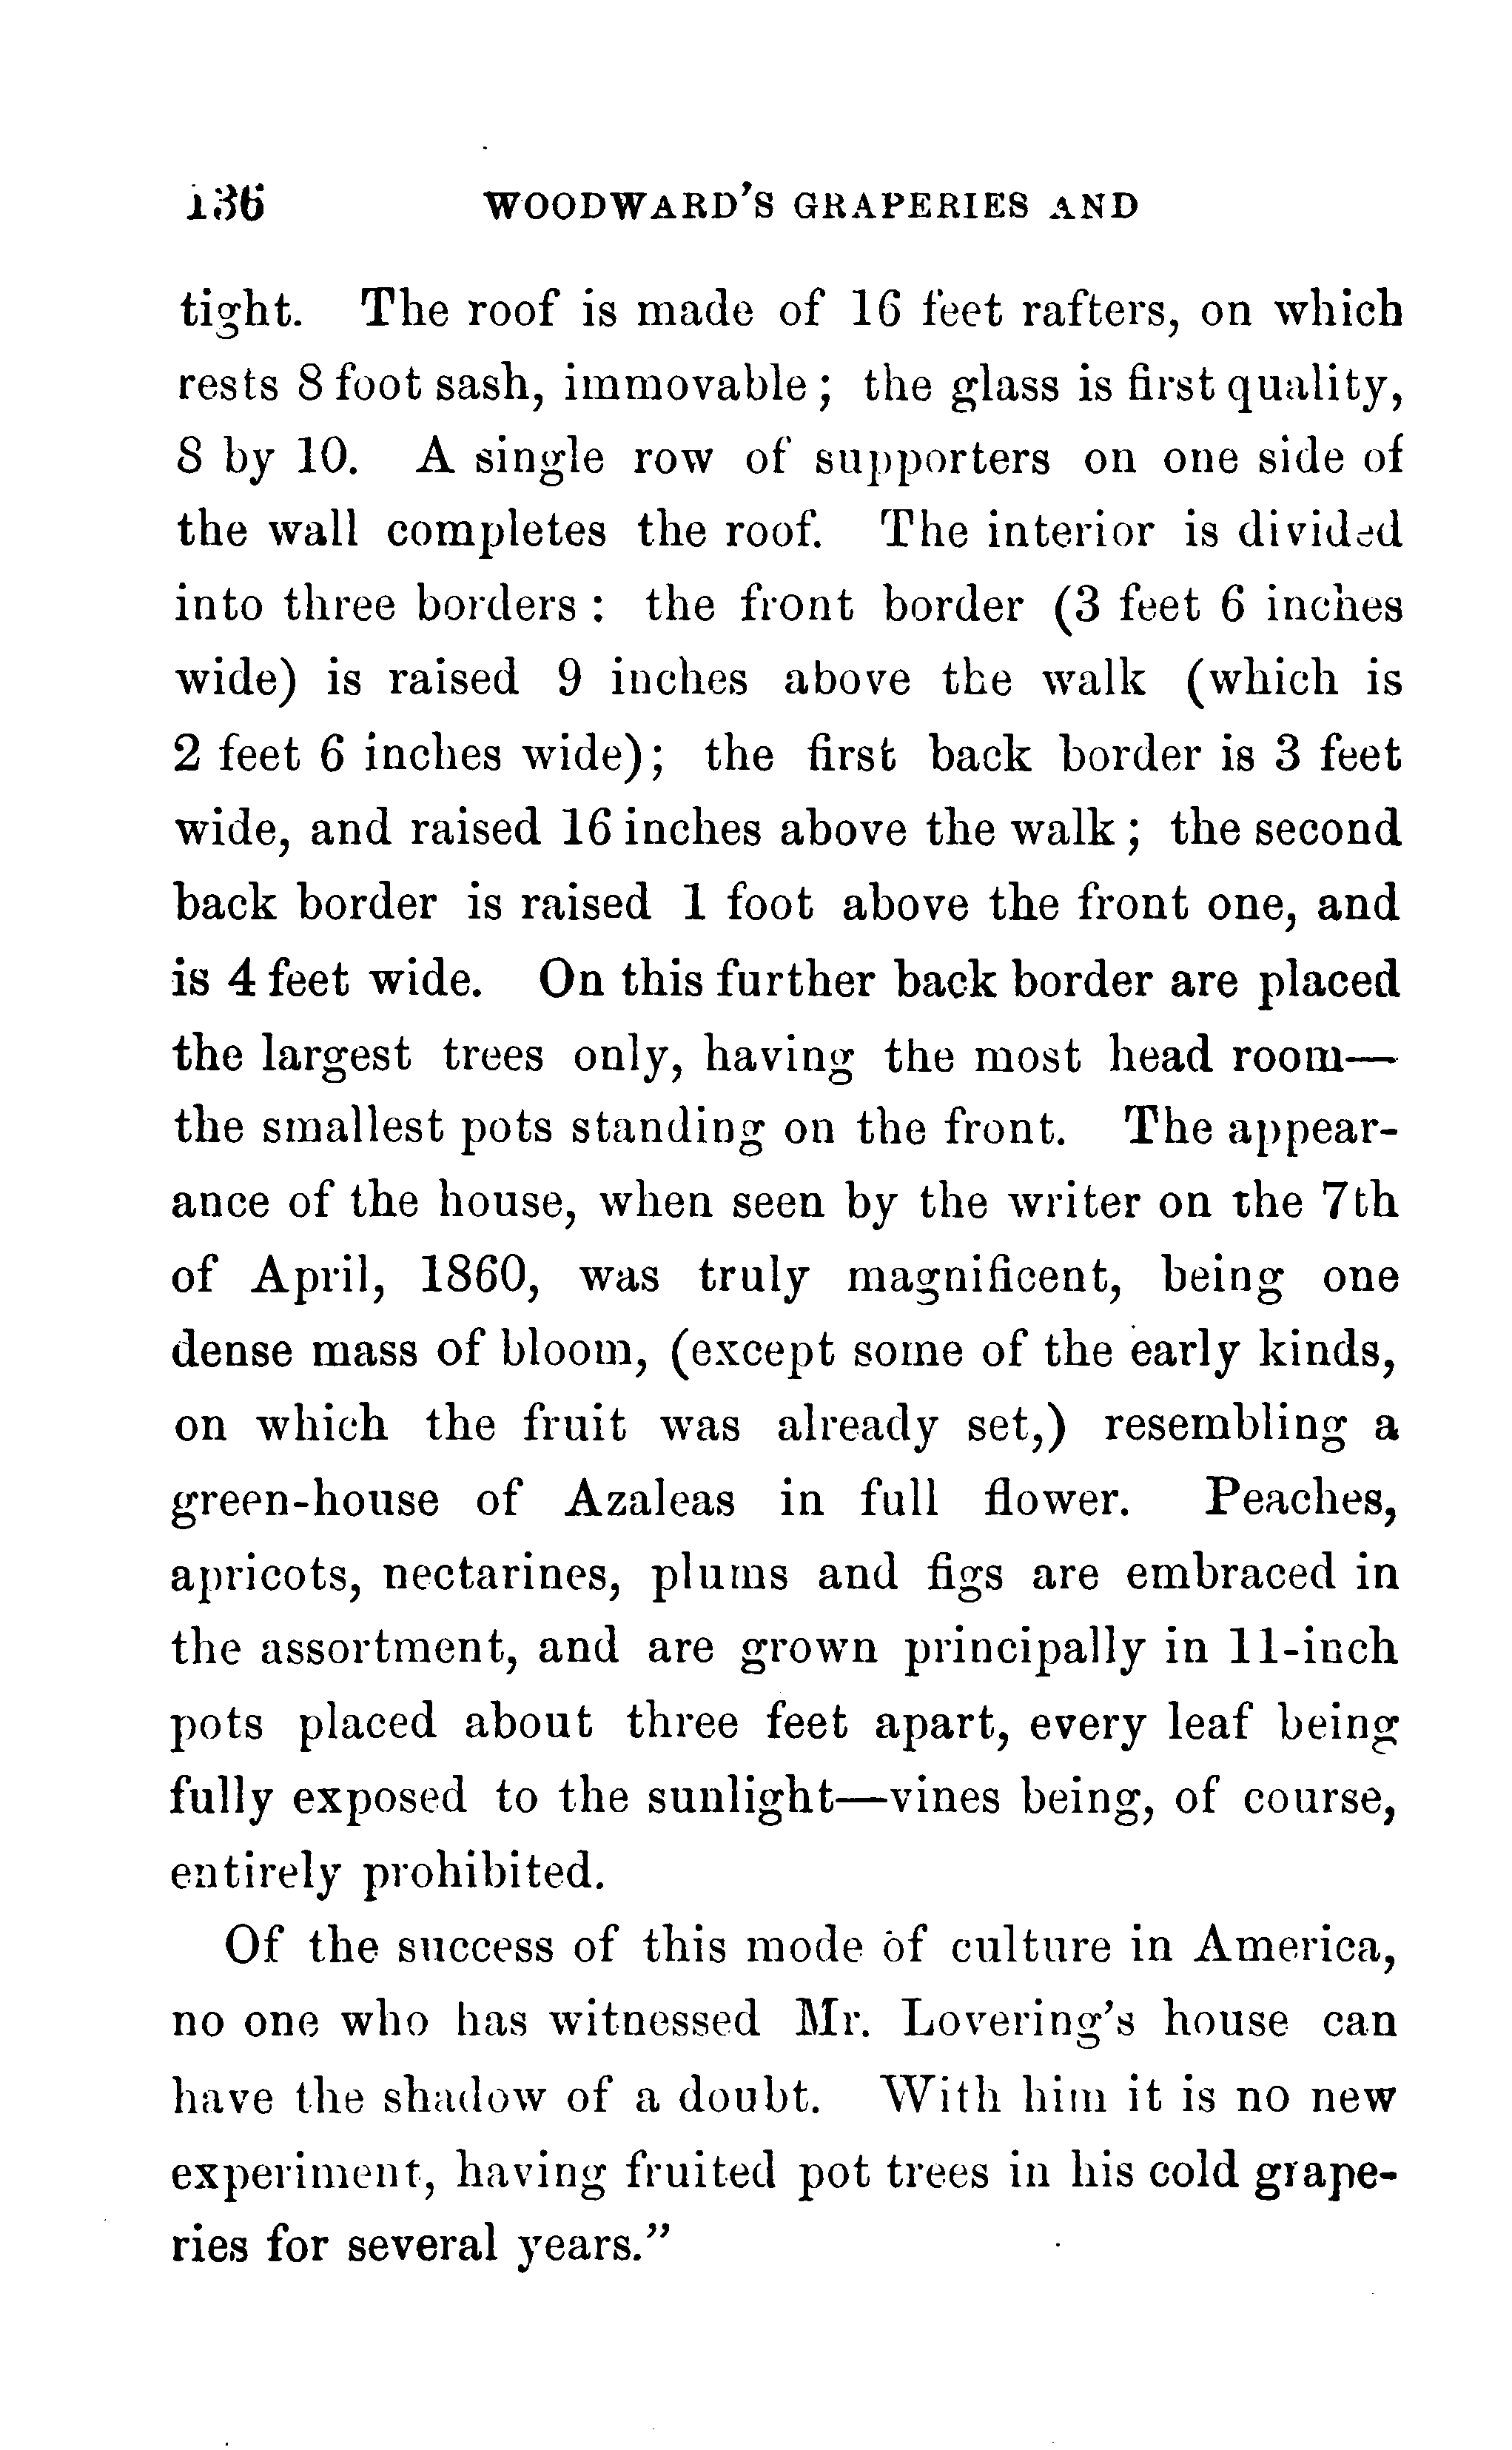 136 WOODWARD'S GRAPERIES AND
tight. The roof is made of 16 feet rafters, on which
rests 8 foot sash, immovable; the glass is first quality,
8 by 10. A single row of supporters on one side of
the wall completes the roof. The interior is divided
into three borders: the front border (3 feet 6 inches
wide) is raised 9 inches above the walk (which is
2 feet 6 inches wide); the first back border is 3 feet
wide, and raised 16 inches above the walk; the second
back border is raised 1 foot above the front one, and
is 4 feet wide. On this further back border are placed
the largest trees only, having the most head room—
the smallest pots standing on the front. The appear-
ance of the house, when seen by the writer on the 7th
of April, 1860, was truly magnificent, being one
dense mass of bloom, (except some of the early kinds,
on which the fruit was already set,) resembling a
green-house of Azaleas in full flower. Peaches,
apricots, nectarines, plums and figs are embraced in
the assortment, and are grown principally in 11-inch
pots placed about three feet apart, every leaf being
fully exposed to the sunlight—vines being, of course,
entirely prohibited.
Of the success of this mode of culture in America,
no one who has witnessed Mr. Lovering's house can
have the shadow of a doubt. With him it is no new
experiment, having fruited pot trees in his cold grape-
ries for several years."